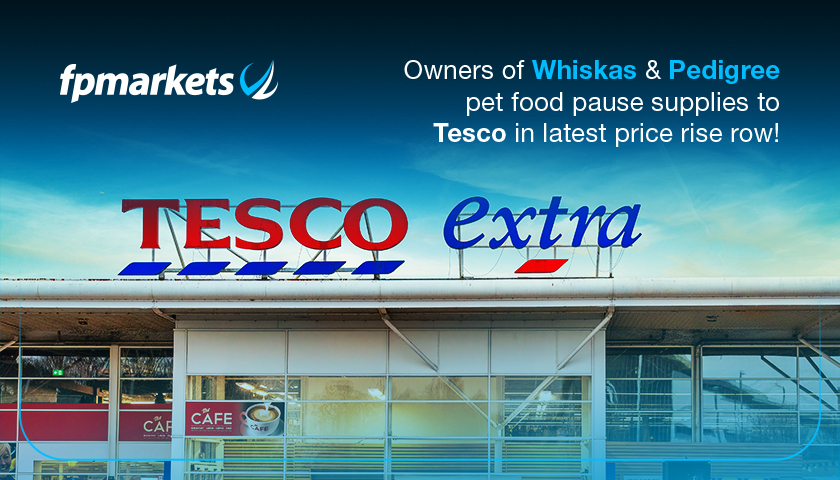 fpmarkets
Owners of Whiskas & Pedigree
pet food pause supplies to
Tesco in latest price rise row!
TESCO extra
CAFE
CAFE
CAFE